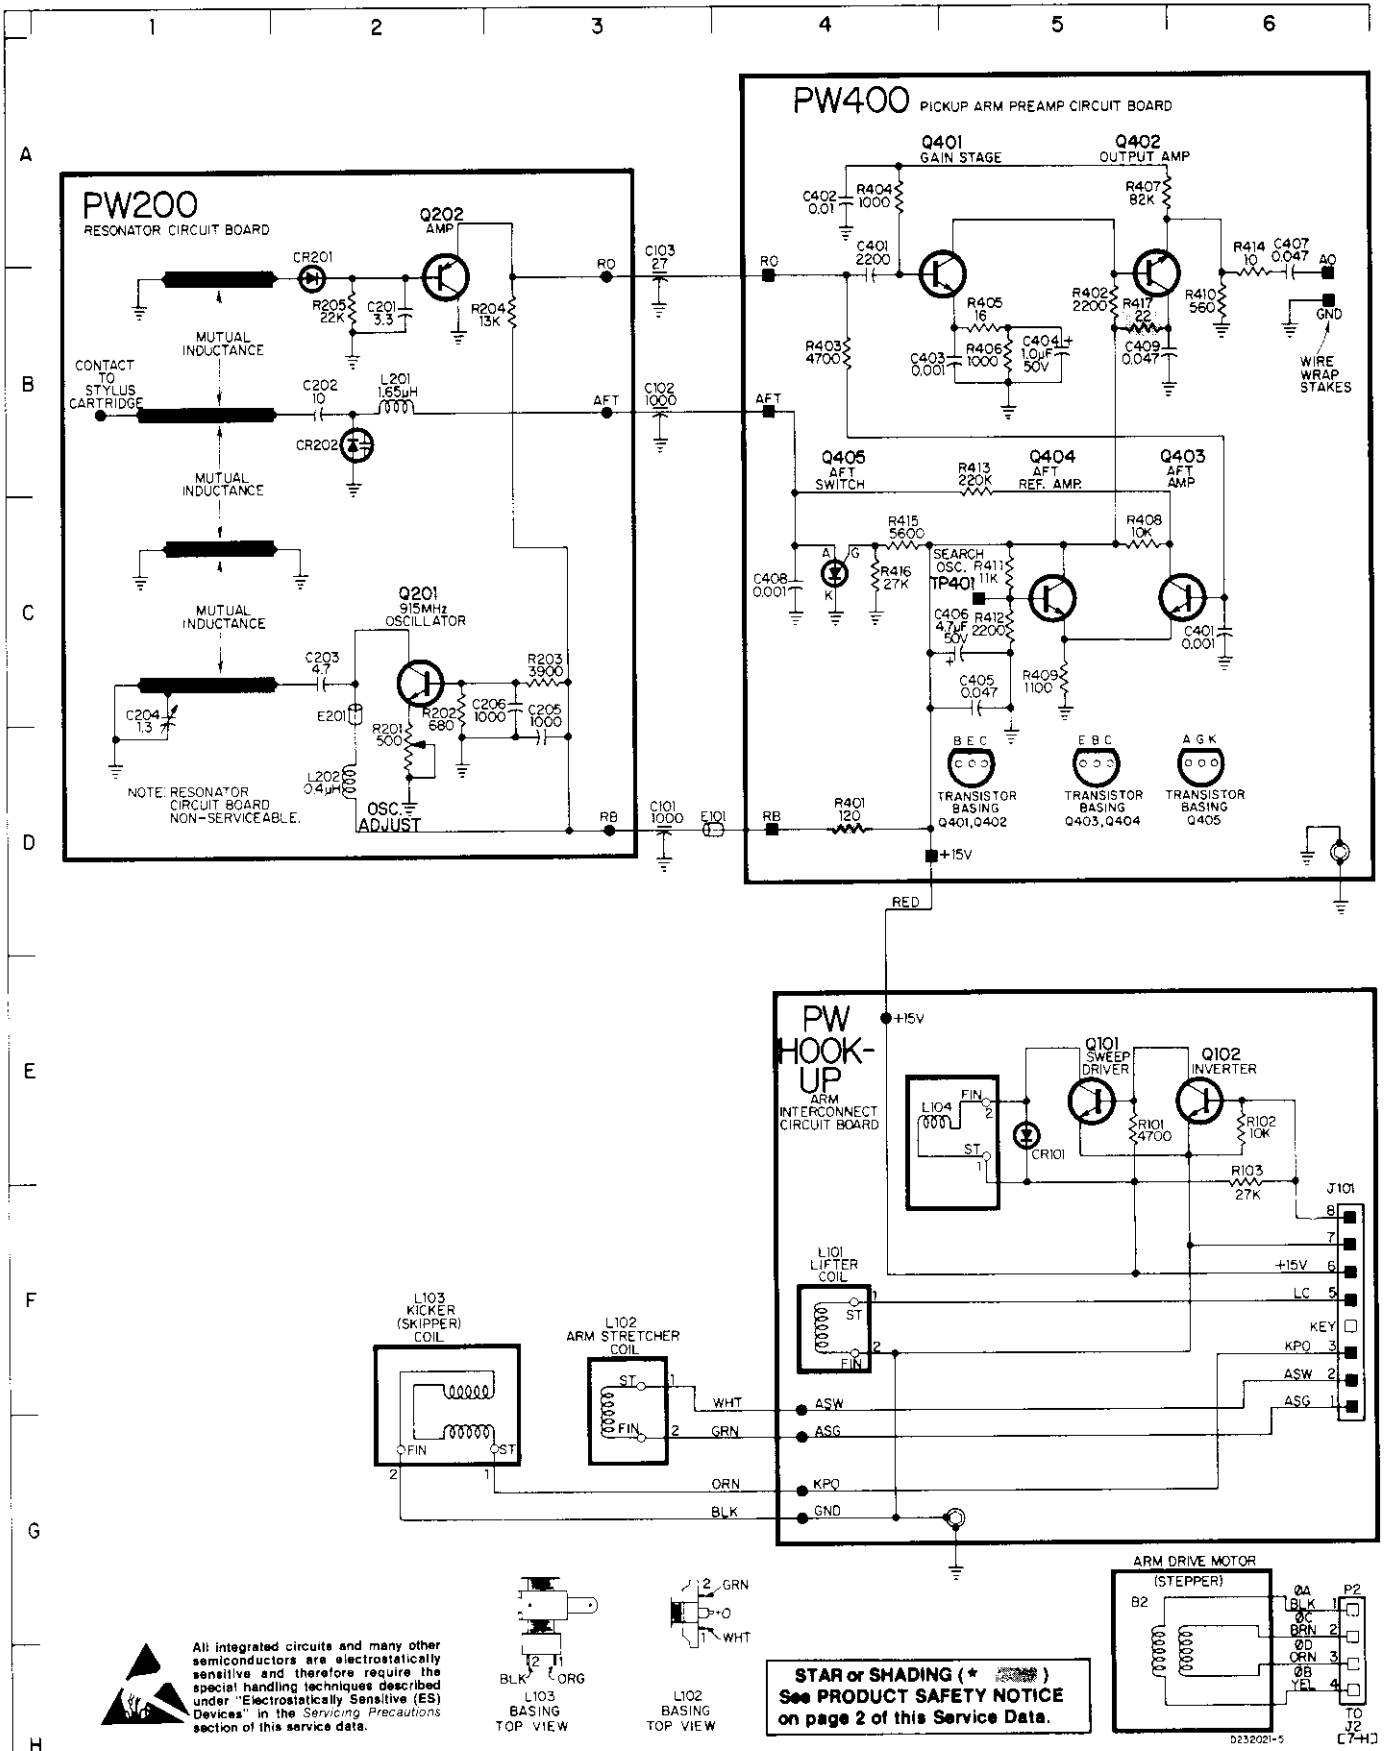 1 2 3 4 5 6
A
B
C
D
E
F
G
H
PW200
RESONATOR CIRCUIT BOARD
Q202
AMP
CR201
R205
22K
C201
3.3
R204
13K
RO
C103
27
MUTUAL
INDUCTANCE
CONTACT
TO
STYLUS
CARTRIDGE
C202
10
L201
1.65µH
AFT
C102
1000
CR202
MUTUAL
INDUCTANCE
MUTUAL
INDUCTANCE
Q201
915MHz
OSCILLATOR
C203
4.7
R203
3900
C204
1.3
E201
R202
680
C206
1000
C205
1000
R201
500
L202
0.4µH
OSC.
ADJUST
NOTE: RESONATOR
CIRCUIT BOARD
NON-SERVICEABLE.
RB
C101
1000
E101
PW400 PICKUP ARM PREAMP CIRCUIT BOARD
Q401
GAIN STAGE
Q402
OUTPUT AMP
C402
0.01
R404
1000
R407
82K
RO
C401
2200
R414
10
C407
0.047
AO
R405
16
R402
2200
R417
22
R410
560
GND
R403
4700
C403
0.001
R406
1000
C404
1.0µF
50V
+
C409
0.047
WIRE
WRAP
STAKES
AFT
Q405
AFT
SWITCH
R413
220K
Q404
AFT
REF. AMP.
Q403
AFT
AMP
R415
5600
R408
10K
A G
K
C408
0.001
R416
27K
SEARCH
OSC.
TP401
R411
11K
C406
4.7µF
50V
+
R412
2200
C401
0.001
C405
0.047
R409
1100
B E C
TRANSISTOR
BASING
Q401,Q402
E B C
TRANSISTOR
BASING
Q403,Q404
A G K
TRANSISTOR
BASING
Q405
RB
R401
120
+15V
RED
PW
HOOK-
UP
ARM
INTERCONNECT
CIRCUIT BOARD
+15V
Q101
SWEEP
DRIVER
Q102
INVERTER
L104
FIN
2
ST
1
CR101
R101
4700
R102
10K
R103
27K
J101
8
7
+15V 6
LC 5
KEY
KPO 3
ASW 2
ASG 1
L101
LIFTER
COIL
1
ST
2
FIN
L103
KICKER
(SKIPPER)
COIL
FIN
ST
2
1
L102
ARM STRETCHER
COIL
ST
1
FIN
2
WHT ASW
GRN ASG
ORN KPO
BLK GND
2 1
BLK ORG
L103
BASING
TOP VIEW
2 GRN
+O
1 WHT
L102
BASING
TOP VIEW
ARM DRIVE MOTOR
(STEPPER)
B2
ØA
BLK 1
ØC
BRN 2
ØD
ORN 3
ØB
YEL 4
P2
TO
J2
[7-H]
D232021-5
All integrated circuits and many other
semiconductors are electrostatically
sensitive and therefore require the
special handling techniques described
under "Electrostatically Sensitive (ES)
Devices" in the Servicing Precautions
section of this service data.
STAR or SHADING ( * )
See PRODUCT SAFETY NOTICE
on page 2 of this Service Data.